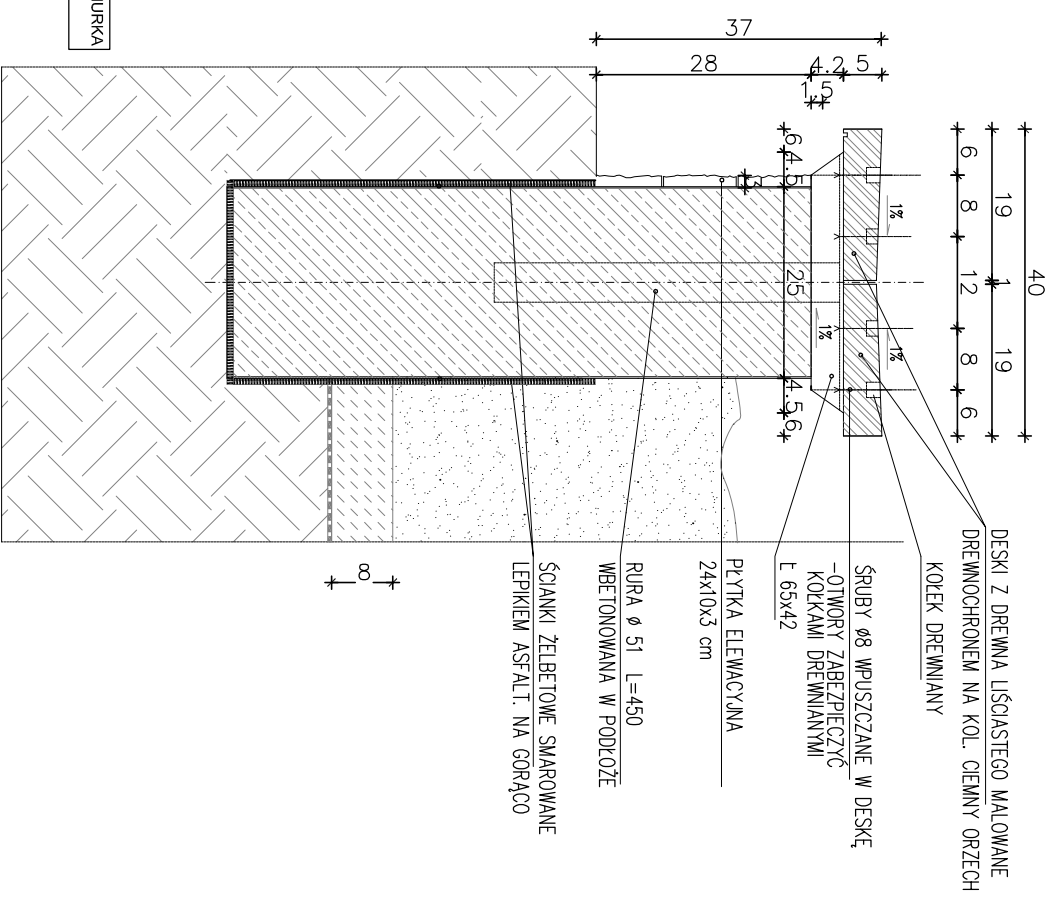 37
28
4.2
5
1.5
6
4.5
3
25
4.5
6
40
19
1
19
6
8
12
8
6
1%
1%
1%
8
DESKI Z DREWNA LIŚCIASTEGO MALOWANE
DREWNOCHRONEM NA KOL. CIEMNY ORZECH
KOŁEK DREWNIANY
ŚRUBY ø8 WPUSZCZANE W DESKĘ
-OTWORY ZABEZPIECZYĆ
KOŁKAMI DREWNIANYMI
Ł 65x42
PŁYTKA ELEWACYJNA
24x10x3 cm
RURA ø 51 L=450
WBETONOWANA W PODŁOŻE
ŚCIANKI ŻELBETOWE SMAROWANE
LEPIKIEM ASFALT. NA GORĄCO